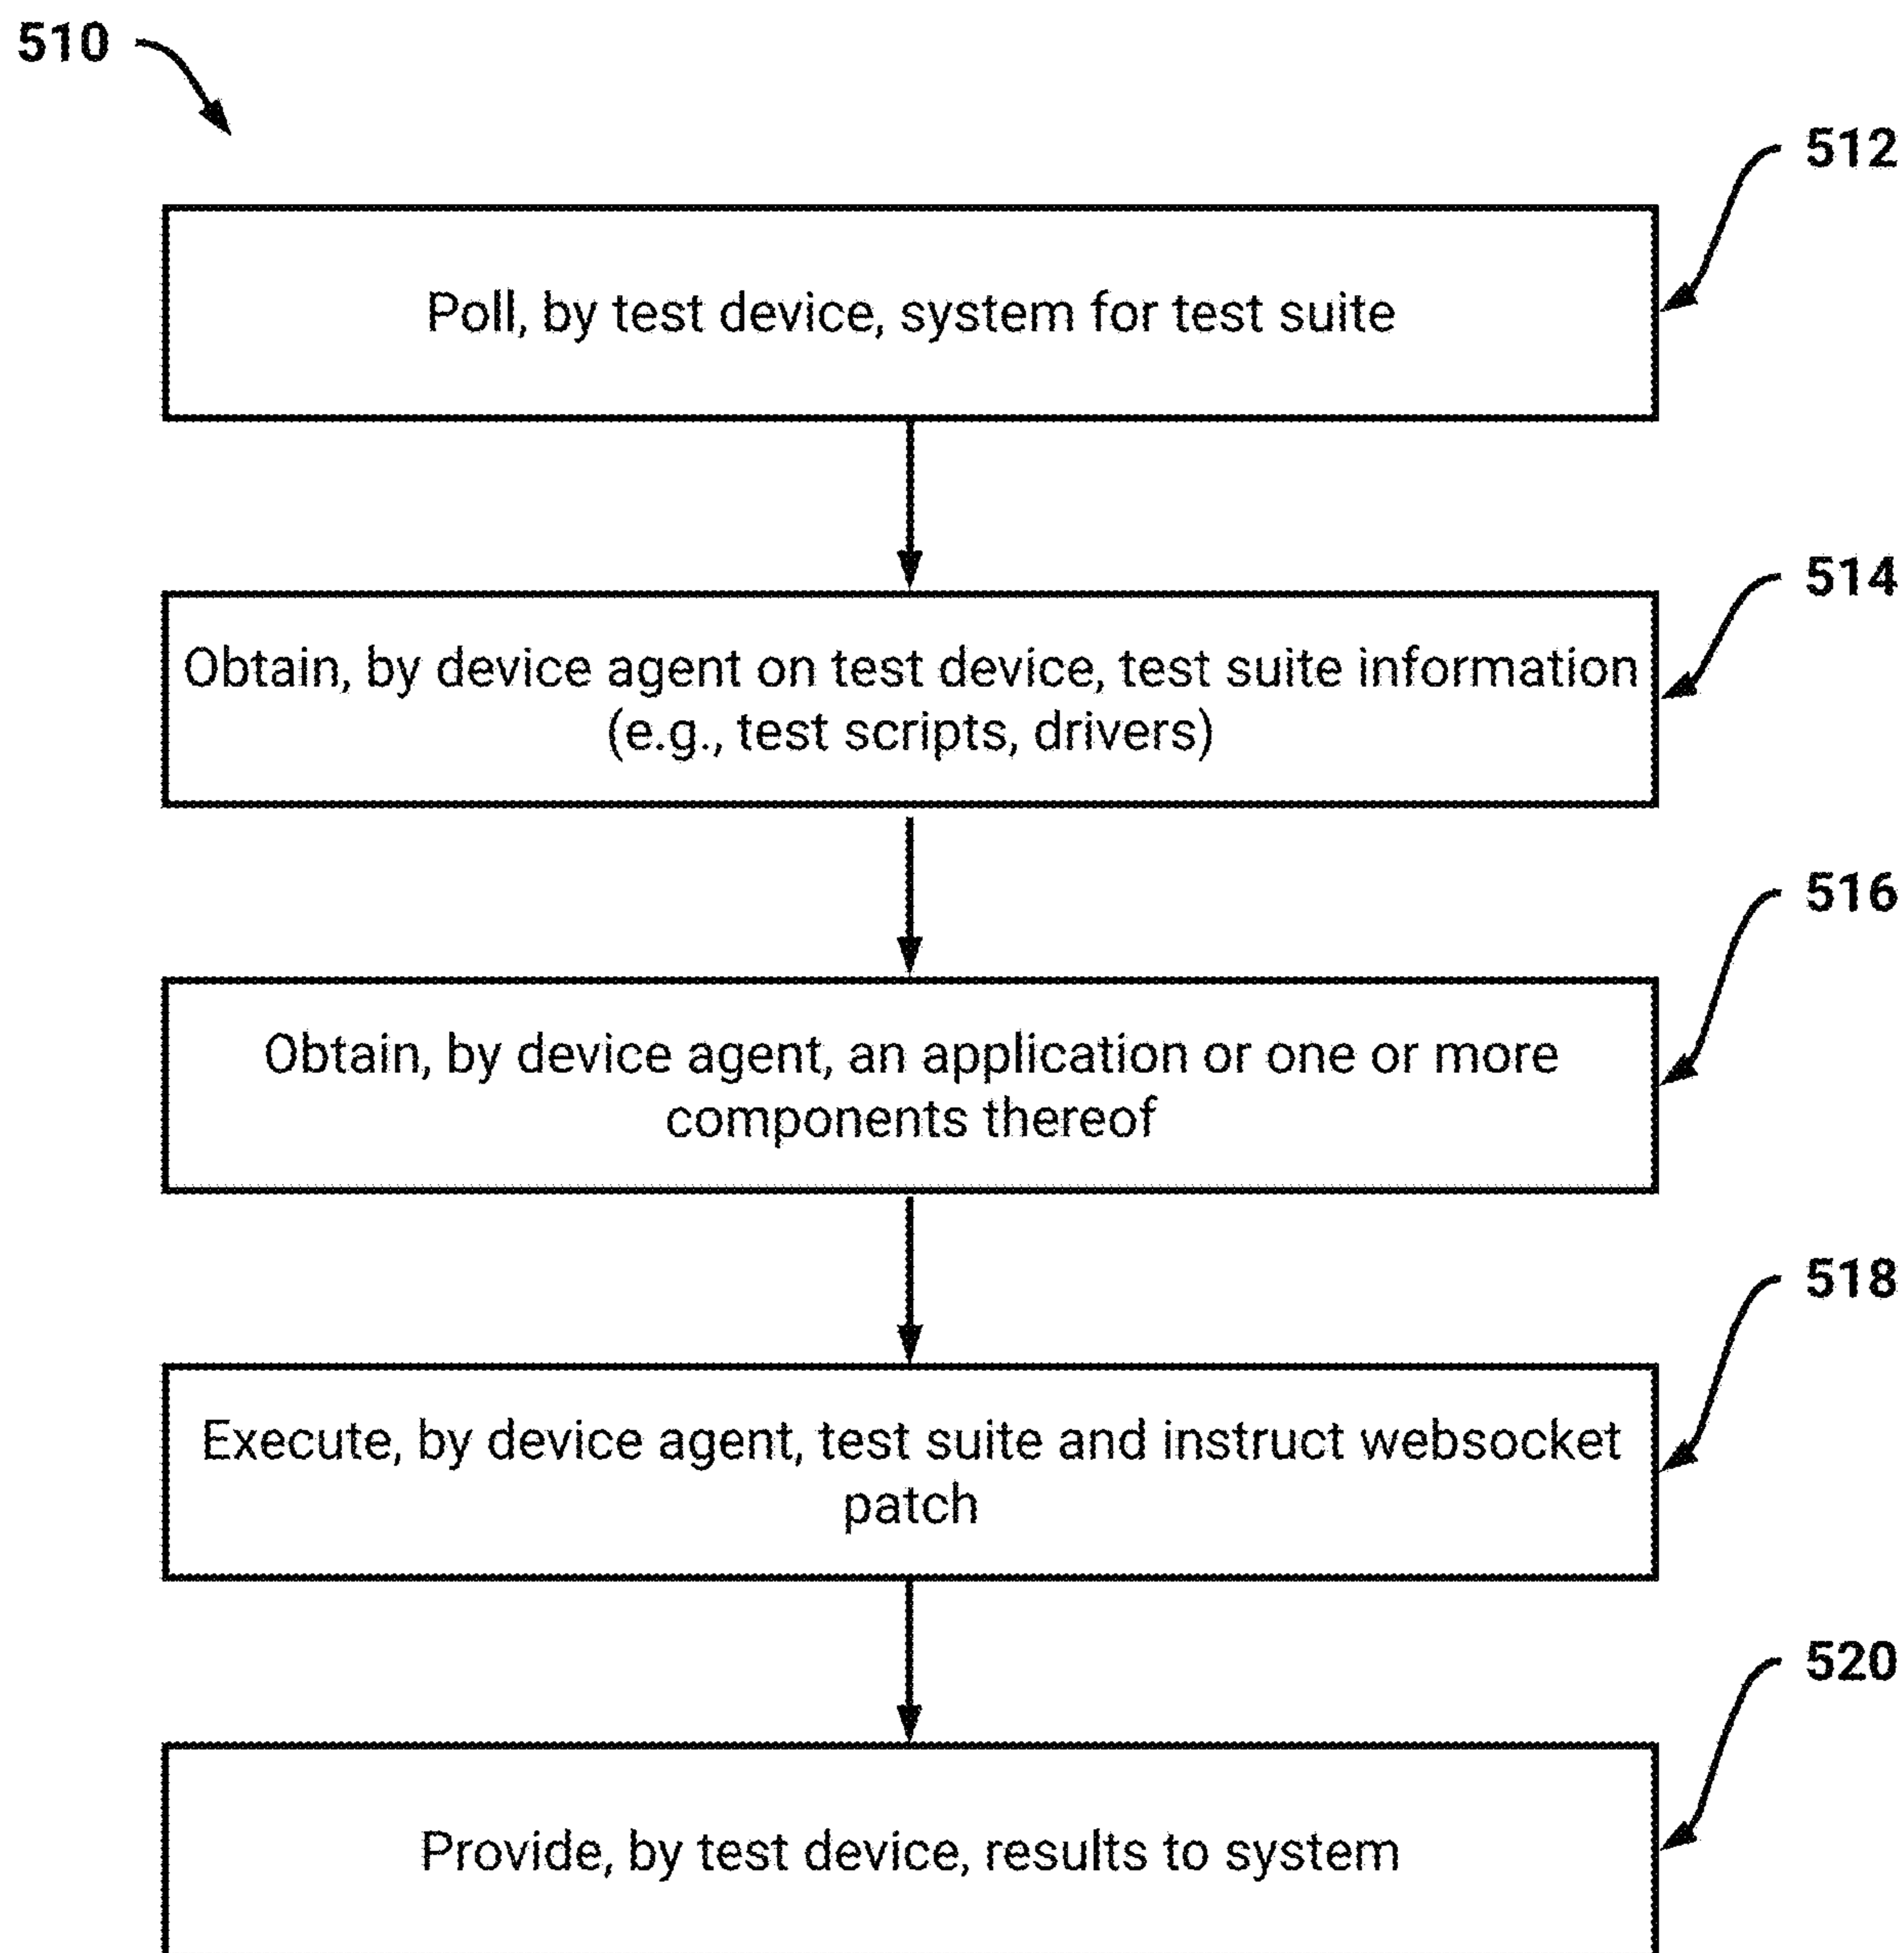 510
512
Poll, by test device, system for test suite
514
Obtain, by device agent on test device, test suite information
(e.g., test scripts, drivers)
516
Obtain, by device agent, an application or one or more
components thereof
518
Execute, by device agent, test suite and instruct websocket
patch
520
Provide, by test device, results to system